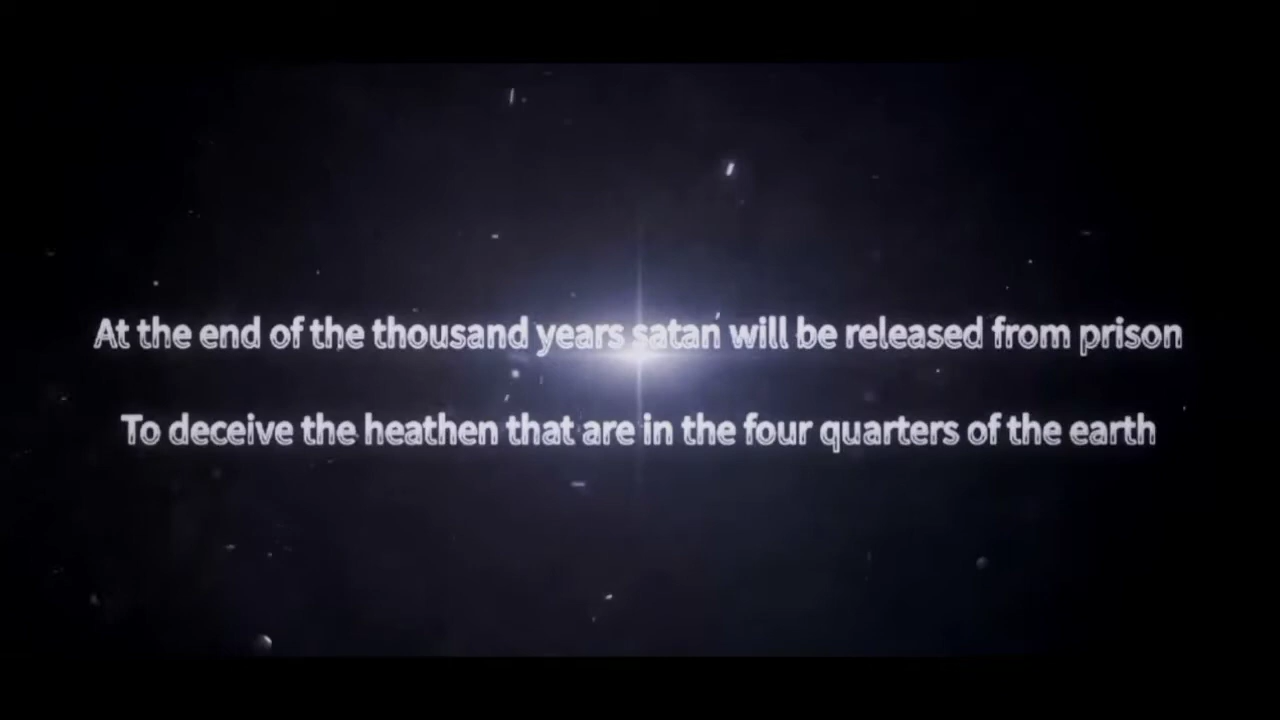 At the end of the thousand years satan will be released from prison
To deceive the heathen that are in the four quarters of the earth